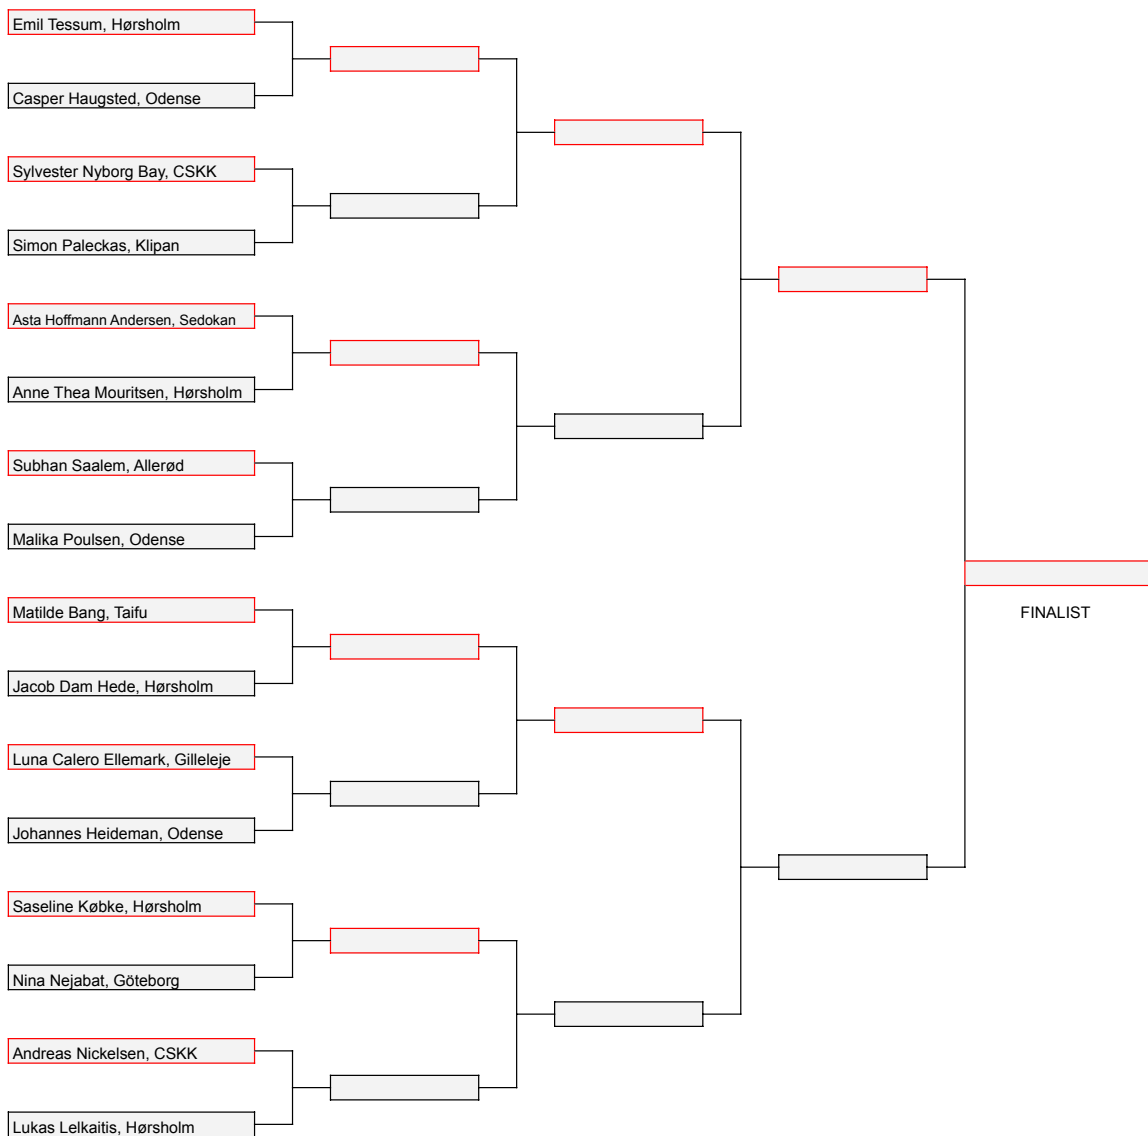 Emil Tessum, Hørsholm
Casper Haugsted, Odense
Sylvester Nyborg Bay, CSKK
Simon Paleckas, Klipan
Asta Hoffmann Andersen, Sedokan
Anne Thea Mouritsen, Hørsholm
Subhan Saalem, Allerød
Malika Poulsen, Odense
Matilde Bang, Taifu
FINALIST
Jacob Dam Hede, Hørsholm
Luna Calero Ellemark, Gilleleje
Johannes Heideman, Odense
Saseline Købke, Hørsholm
Nina Nejabat, Göteborg
Andreas Nickelsen, CSKK
Lukas Lelkaitis, Hørsholm